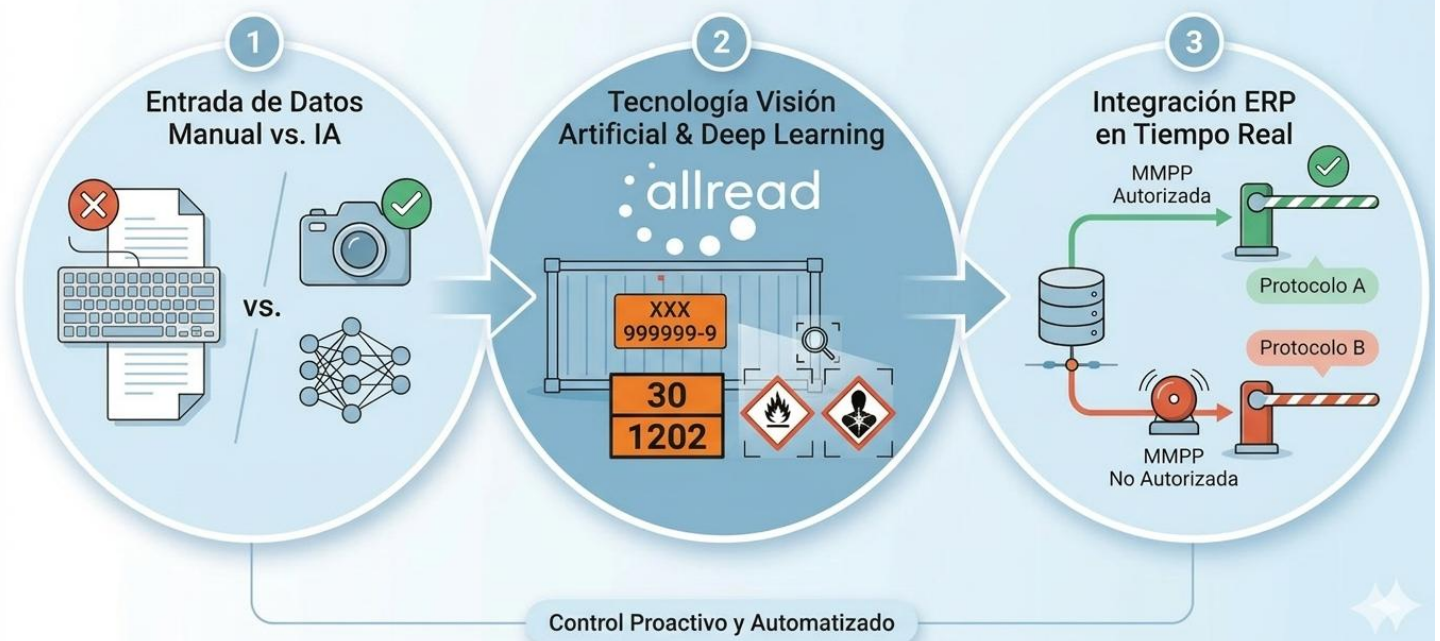 1
Entrada de Datos
Manual vs. IA
vs.
2
Tecnología Visión
Artificial & Deep Learning
allread
XXX
999999-9
30
1202
3
Integración ERP
en Tiempo Real
MMPP
Autorizada
Protocolo A
Protocolo B
MMPP
No Autorizada
Control Proactivo y Automatizado